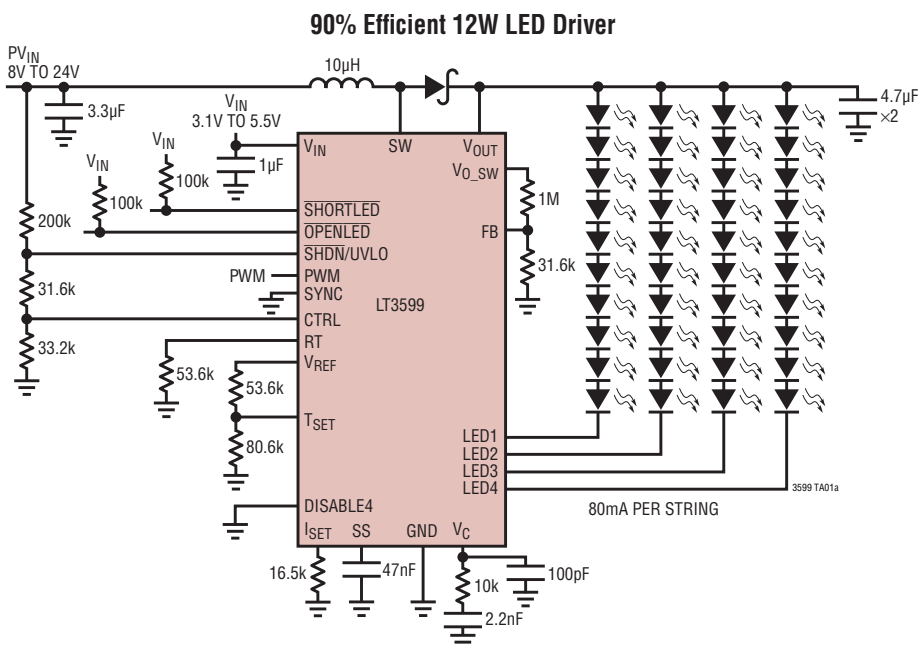 90% Efficient 12W LED Driver
PVIN
8V TO 24V
10µH
3.3µF
VIN
3.1V TO 5.5V
4.7µF
×2
VIN
VIN
1µF
100k
100k
200k
31.6k
33.2k
VIN
SW
VOUT
VO_SW
1M
FB
31.6k
SHORTLED
OPENLED
SHDN/UVLO
PWM
PWM
SYNC
LT3599
CTRL
RT
VREF
53.6k
53.6k
TSET
80.6k
LED1
LED2
LED3
LED4
3599 TA01a
80mA PER STRING
DISABLE4
ISET
SS
GND
VC
16.5k
47nF
10k
100pF
2.2nF